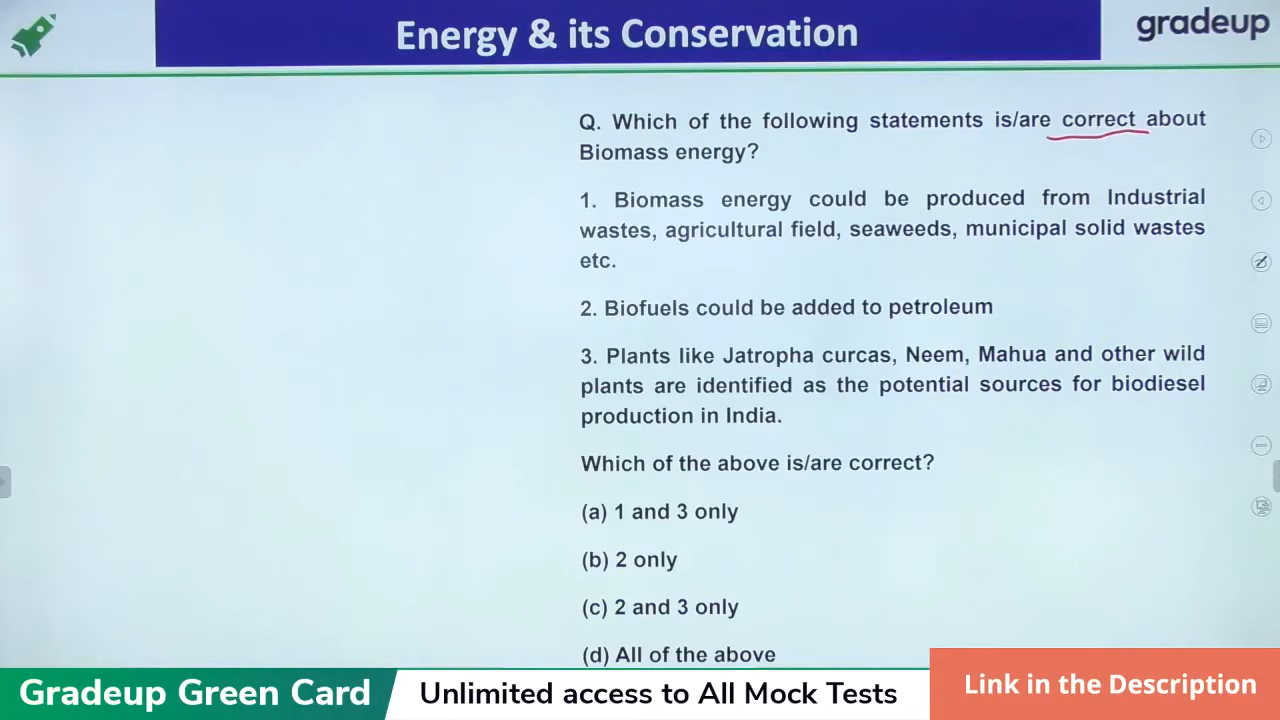 Energy & its Conservation
gradeup
Q. Which of the following statements is/are correct about
Biomass energy?
1. Biomass energy could be produced from Industrial
wastes, agricultural field, seaweeds, municipal solid wastes
etc.
2. Biofuels could be added to petroleum
3. Plants like Jatropha curcas, Neem, Mahua and other wild
plants are identified as the potential sources for biodiesel
production in India.
Which of the above is/are correct?
(a) 1 and 3 only
(b) 2 only
(c) 2 and 3 only
(d) All of the above
Gradeup Green Card
Unlimited access to All Mock Tests
Link in the Description